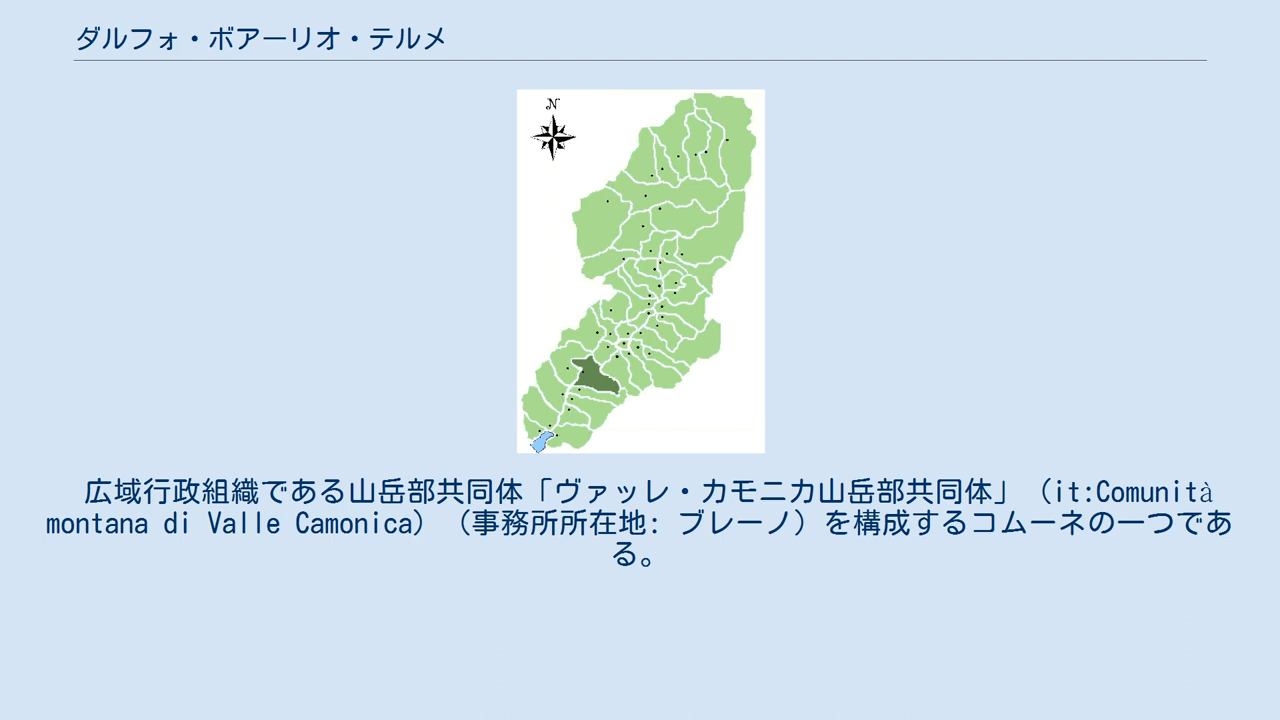 ダルフォ・ボアーリオ・テルメ
N
広域行政組織である山岳部共同体「ヴァッレ・カモニカ山岳部共同体」（it:Comunità
montana di Valle Camonica）（事務所所在地: ブレーノ）を構成するコムーネの一つであ
る。